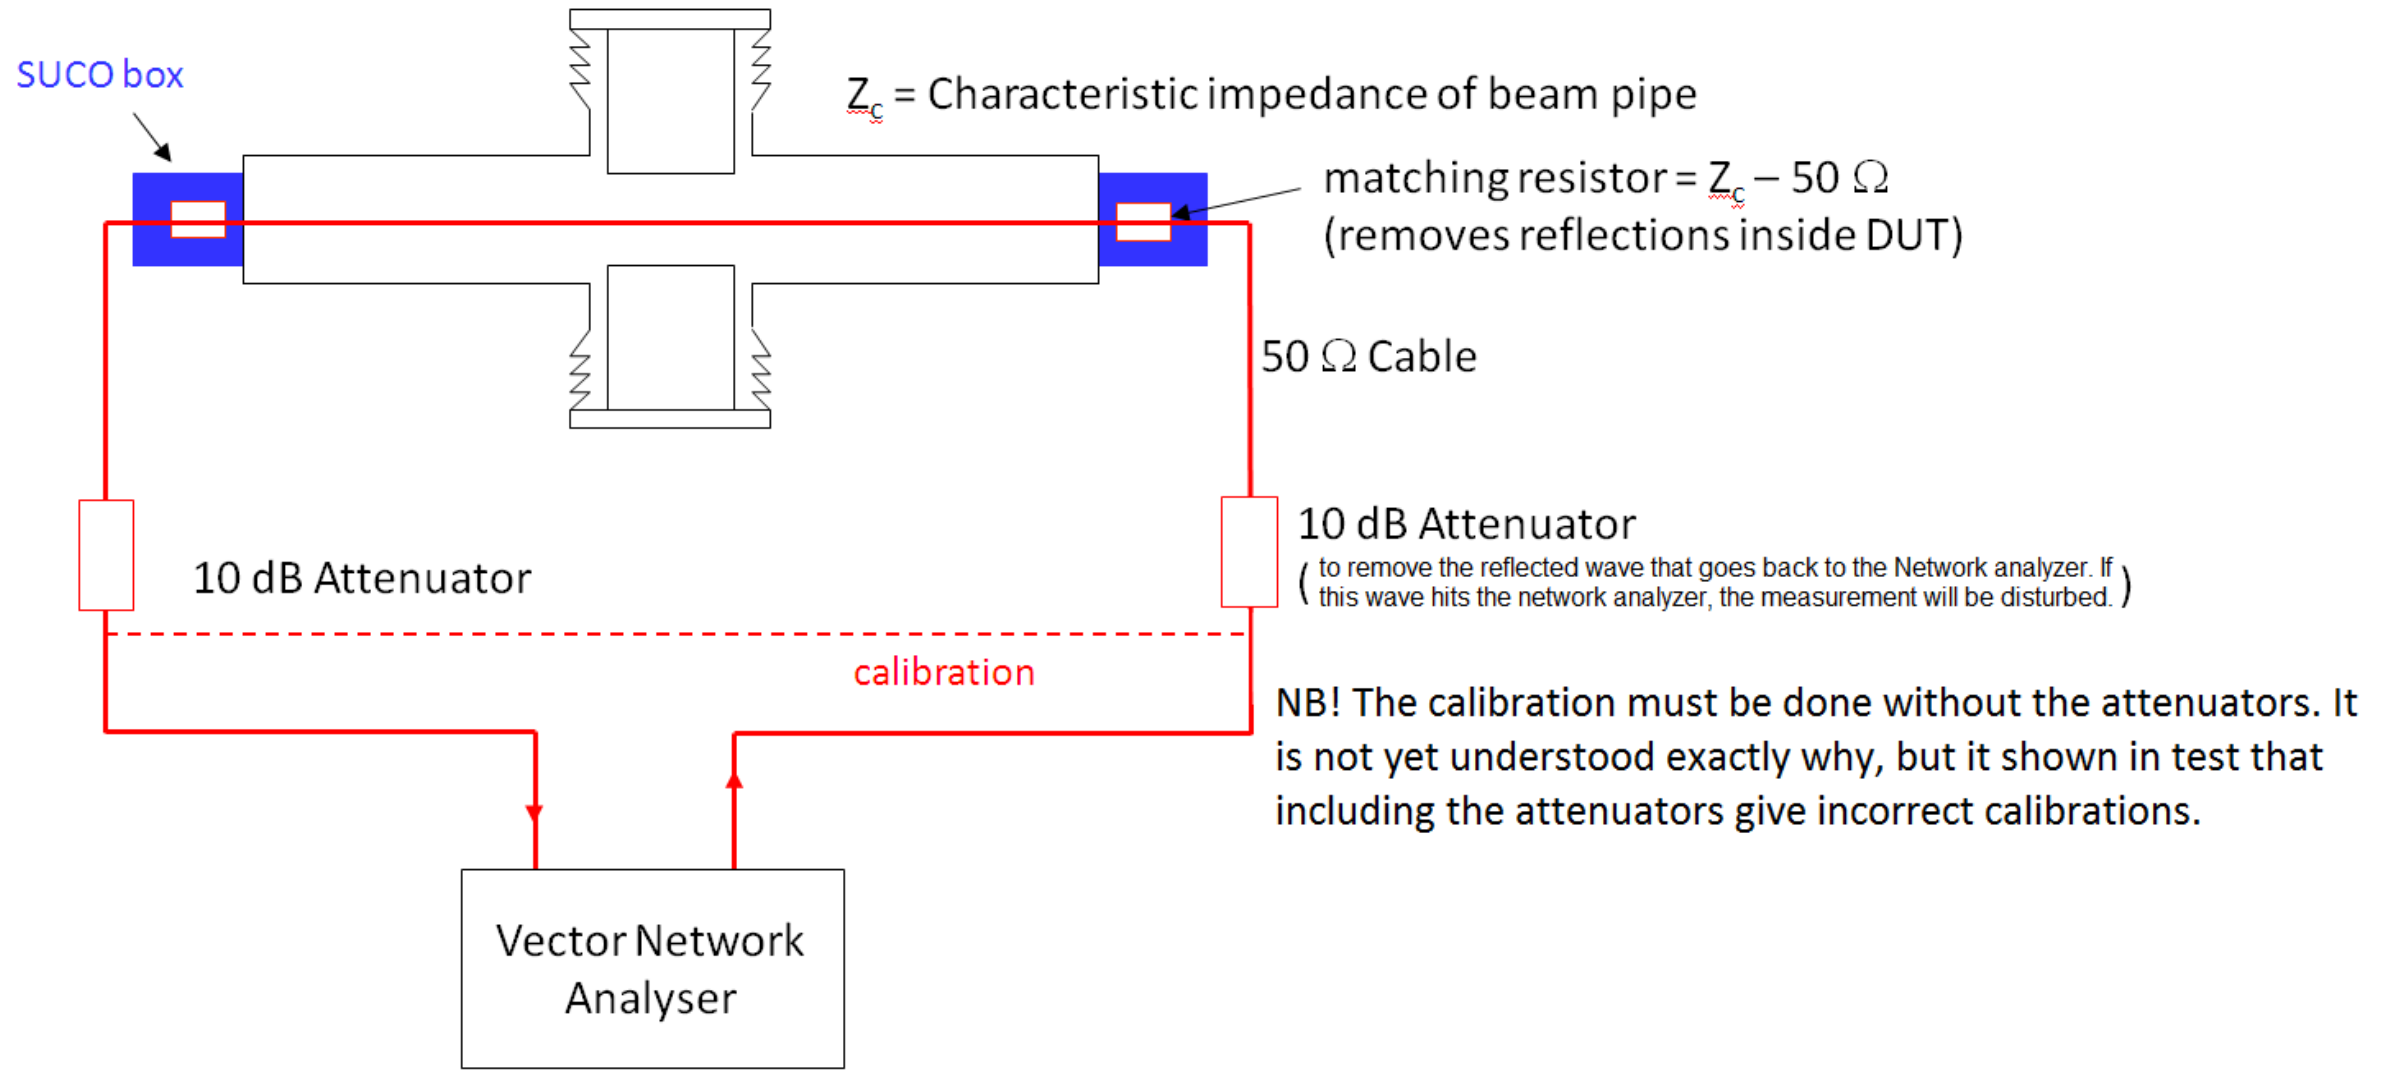 SUCO box
Zc = Characteristic impedance of beam pipe
matching resistor = Zc – 50 Ω
(removes reflections inside DUT)
50 Ω Cable
10 dB Attenuator
( to remove the reflected wave that goes back to the Network analyzer. If
this wave hits the network analyzer, the measurement will be disturbed. )
10 dB Attenuator
calibration
NB! The calibration must be done without the attenuators. It
is not yet understood exactly why, but it shown in test that
including the attenuators give incorrect calibrations.
Vector Network
Analyser